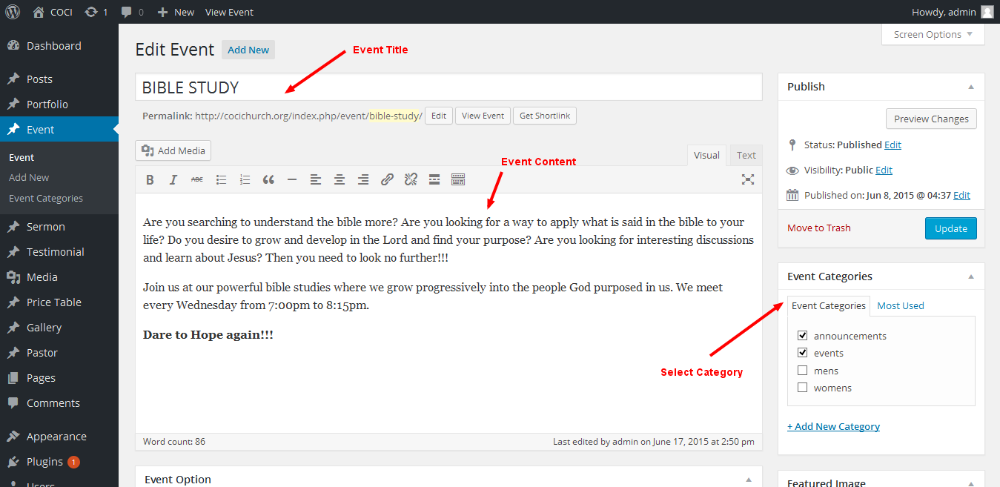 COCI 1 0 New View Event Howdy, admin
Screen Options
Dashboard
Posts
Portfolio
Event
Event
Add New
Event Categories
Sermon
Testimonial
Media
Price Table
Gallery
Pastor
Pages
Comments
Appearance
Plugins 1
Users
Edit Event Add New
Event Title
BIBLE STUDY
Permalink: http://cocichurch.org/index.php/event/bible-study/ Edit View Event Get Shortlink
Add Media
Visual Text
Event Content
B I ABC
Are you searching to understand the bible more? Are you looking for a way to apply what is said in the bible to your
life? Do you desire to grow and develop in the Lord and find your purpose? Are you looking for interesting discussions
and learn about Jesus? Then you need to look no further!!!
Join us at our powerful bible studies where we grow progressively into the people God purposed in us. We meet
every Wednesday from 7:00pm to 8:15pm.
Dare to Hope again!!!
Word count: 86 Last edited by admin on June 17, 2015 at 2:50 pm
Event Option
Publish
Preview Changes
Status: Published Edit
Visibility: Public Edit
Published on: Jun 8, 2015 @ 04:37 Edit
Move to Trash Update
Event Categories
Event Categories Most Used
announcements
events
mens
womens
Select Category
+ Add New Category
Featured Image